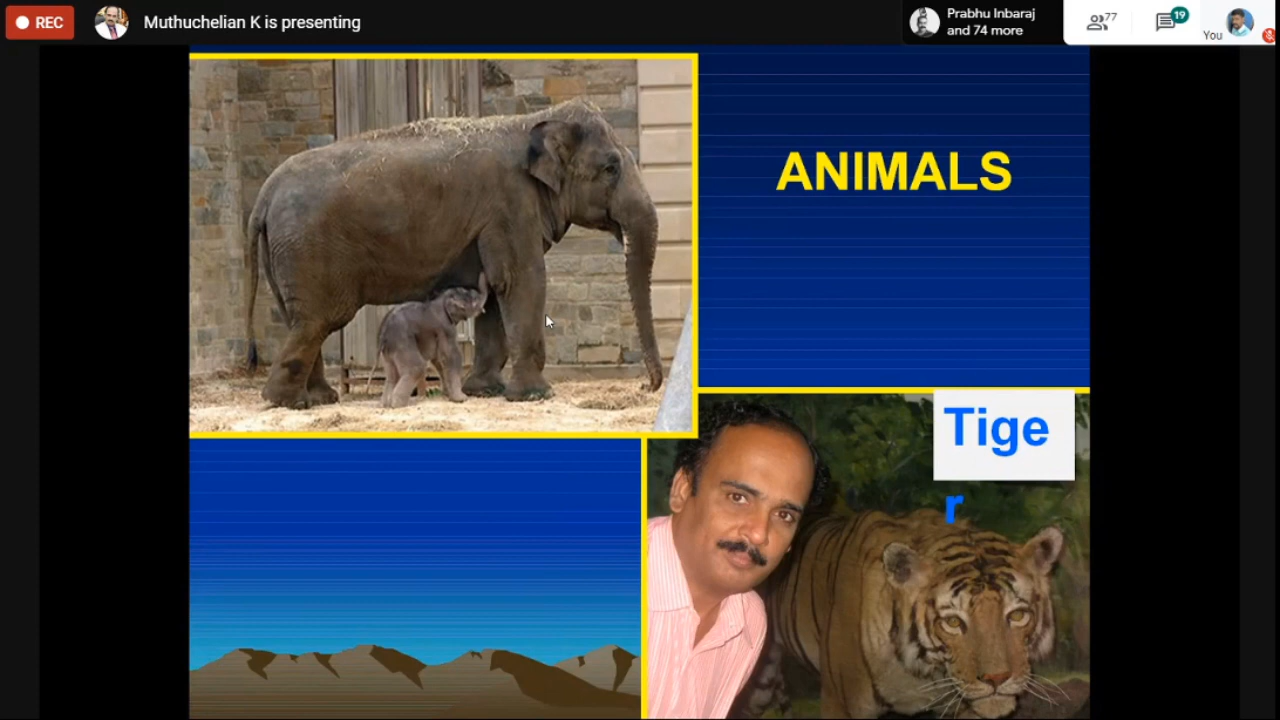 REC
Muthuchelian K is presenting
Prabhu Inbaraj
and 74 more
77
19
You
ANIMALS
Tige
r